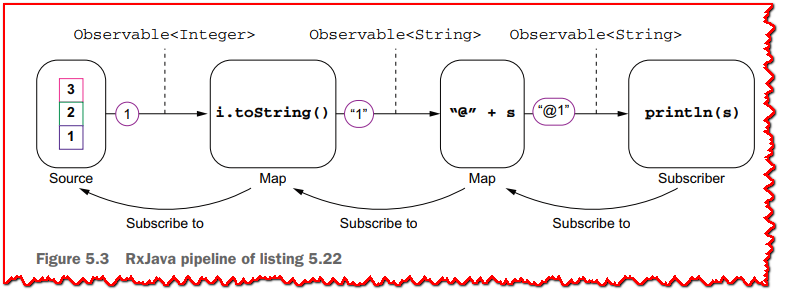 Observable<Integer>
Observable<String>
Observable<String>
3
2
1
1
i.toString()
“1”
“@” + s
“@1”
println(s)
Source
Map
Map
Subscriber
Subscribe to
Subscribe to
Subscribe to
Figure 5.3 RxJava pipeline of listing 5.22